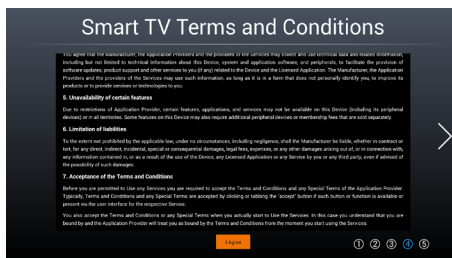 Smart TV Terms and Conditions
You agree that the Manufacturer, the Application Providers and the providers of the Services may collect and use technical data and related information,
including but not limited to technical information about this Device, system and application software, and peripherals, to facilitate the provision of
software updates, product support and other services to you (if any) related to the Device and the Licensed Application. The Manufacturer, the Application
Providers and the providers of the Services may use such information, as long as it is in a form that does not personally identify you, to improve its
products or to provide services or technologies to you.
5. Unavailability of certain features
Due to restrictions of Application Provider, certain features, applications, and services may not be available on this Device (including its peripheral
devices) or in all territories. Some features on this Device may also require additional peripheral devices or membership fees that are sold separately.
6. Limitation of liabilities
To the extent not prohibited by the applicable law, under no circumstances, including negligence, shall the Manufacturer be liable, whether in contract or
tort, for any direct, indirect, incidental, special or consequential damages, legal fees, expenses, or any other damages arising out of, or in connection with,
any information contained in, or as a result of the use of the Device, any Licensed Application or any Service by you or any third party, even if advised of
the possibility of such damages.
7. Acceptance of the Terms and Conditions
Before you are permitted to Use any Services you are required to accept the Terms and Conditions and any Special Terms of the Application Provider.
Typically, Terms and Conditions and any Special Terms are accepted by clicking or tabbing the "accept" button if such button or function is available or
present via the user interface for the respective Service.
You also accept the Terms and Conditions or any Special Terms when you actually start to Use the Services. In this case you understand that you are
bound by and the Application Provider will treat you as bound by the Terms and Conditions from the moment you start using the Services.
I Agree
1 2 3 4 5